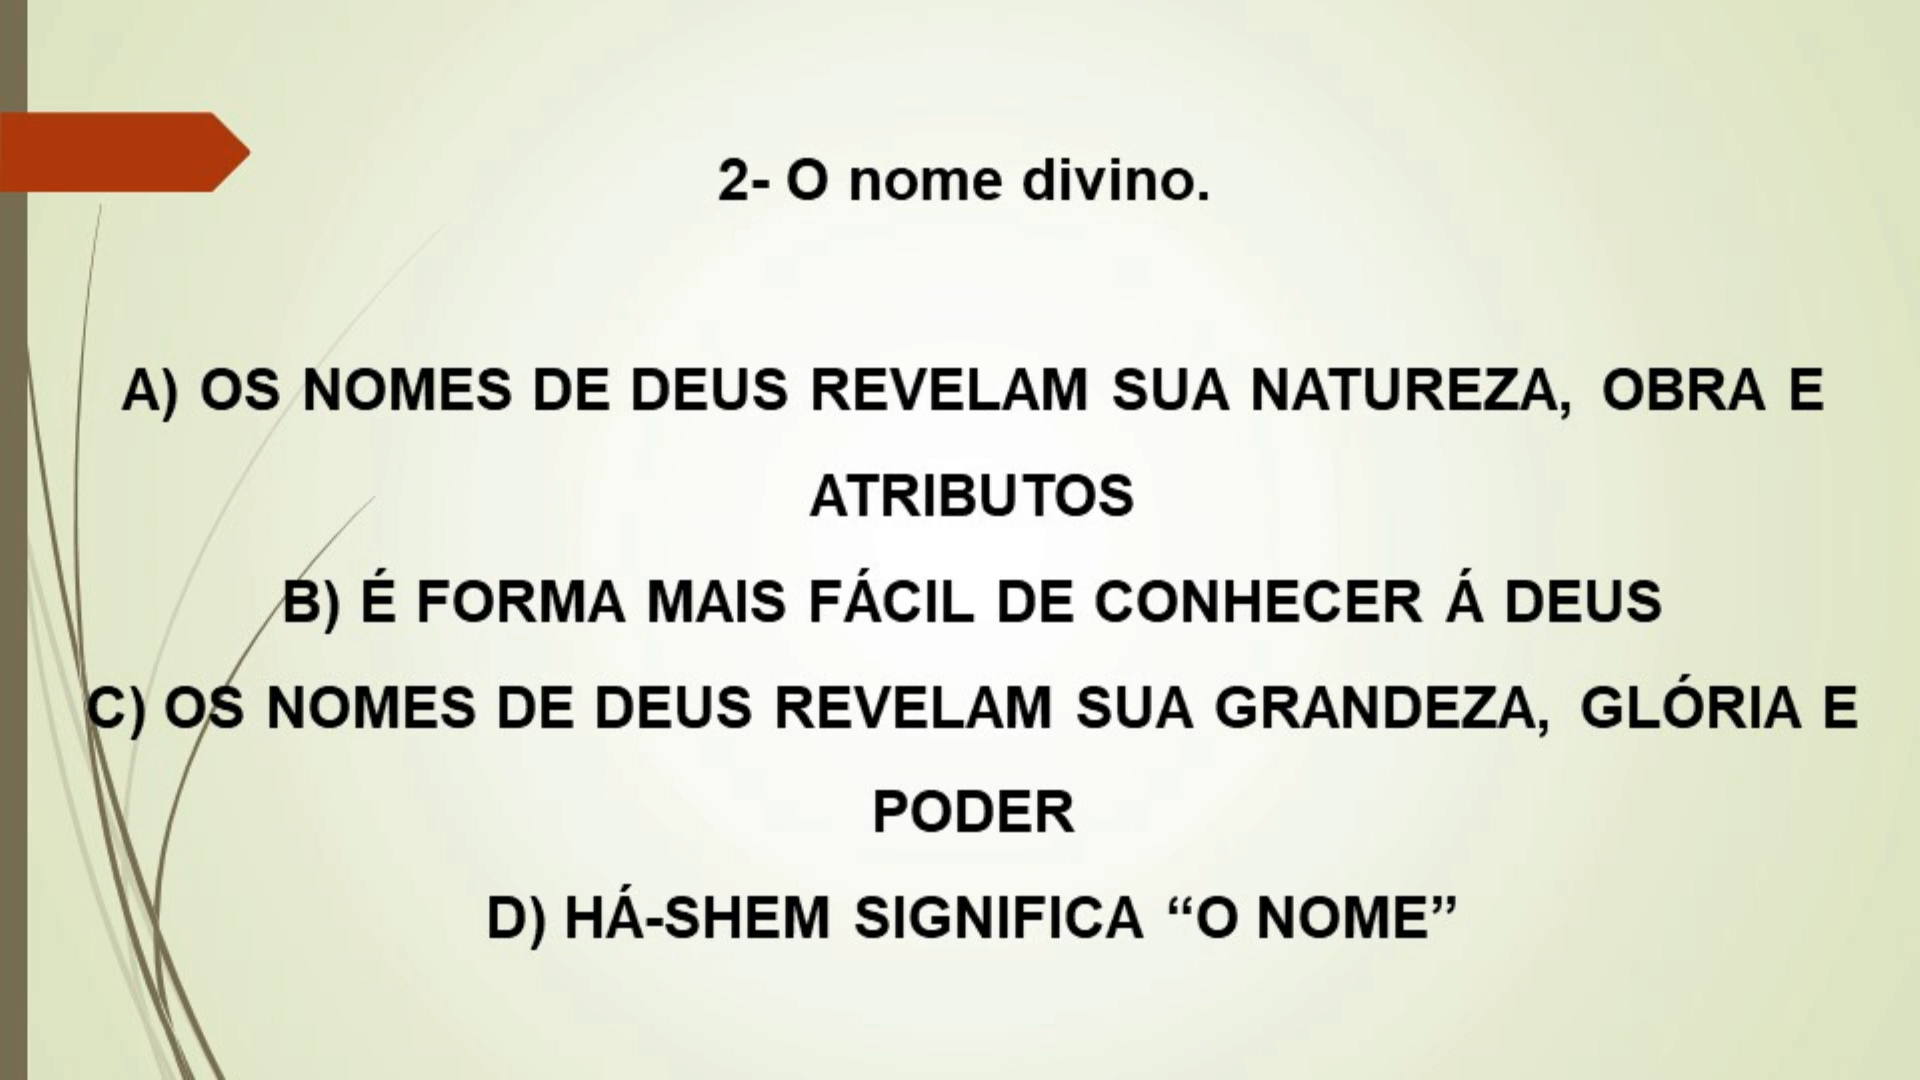 2- O nome divino.
A) OS NOMES DE DEUS REVELAM SUA NATUREZA, OBRA E
ATRIBUTOS
B) É FORMA MAIS FÁCIL DE CONHECER Á DEUS
C) OS NOMES DE DEUS REVELAM SUA GRANDEZA, GLÓRIA E
PODER
D) HÁ-SHEM SIGNIFICA “O NOME”